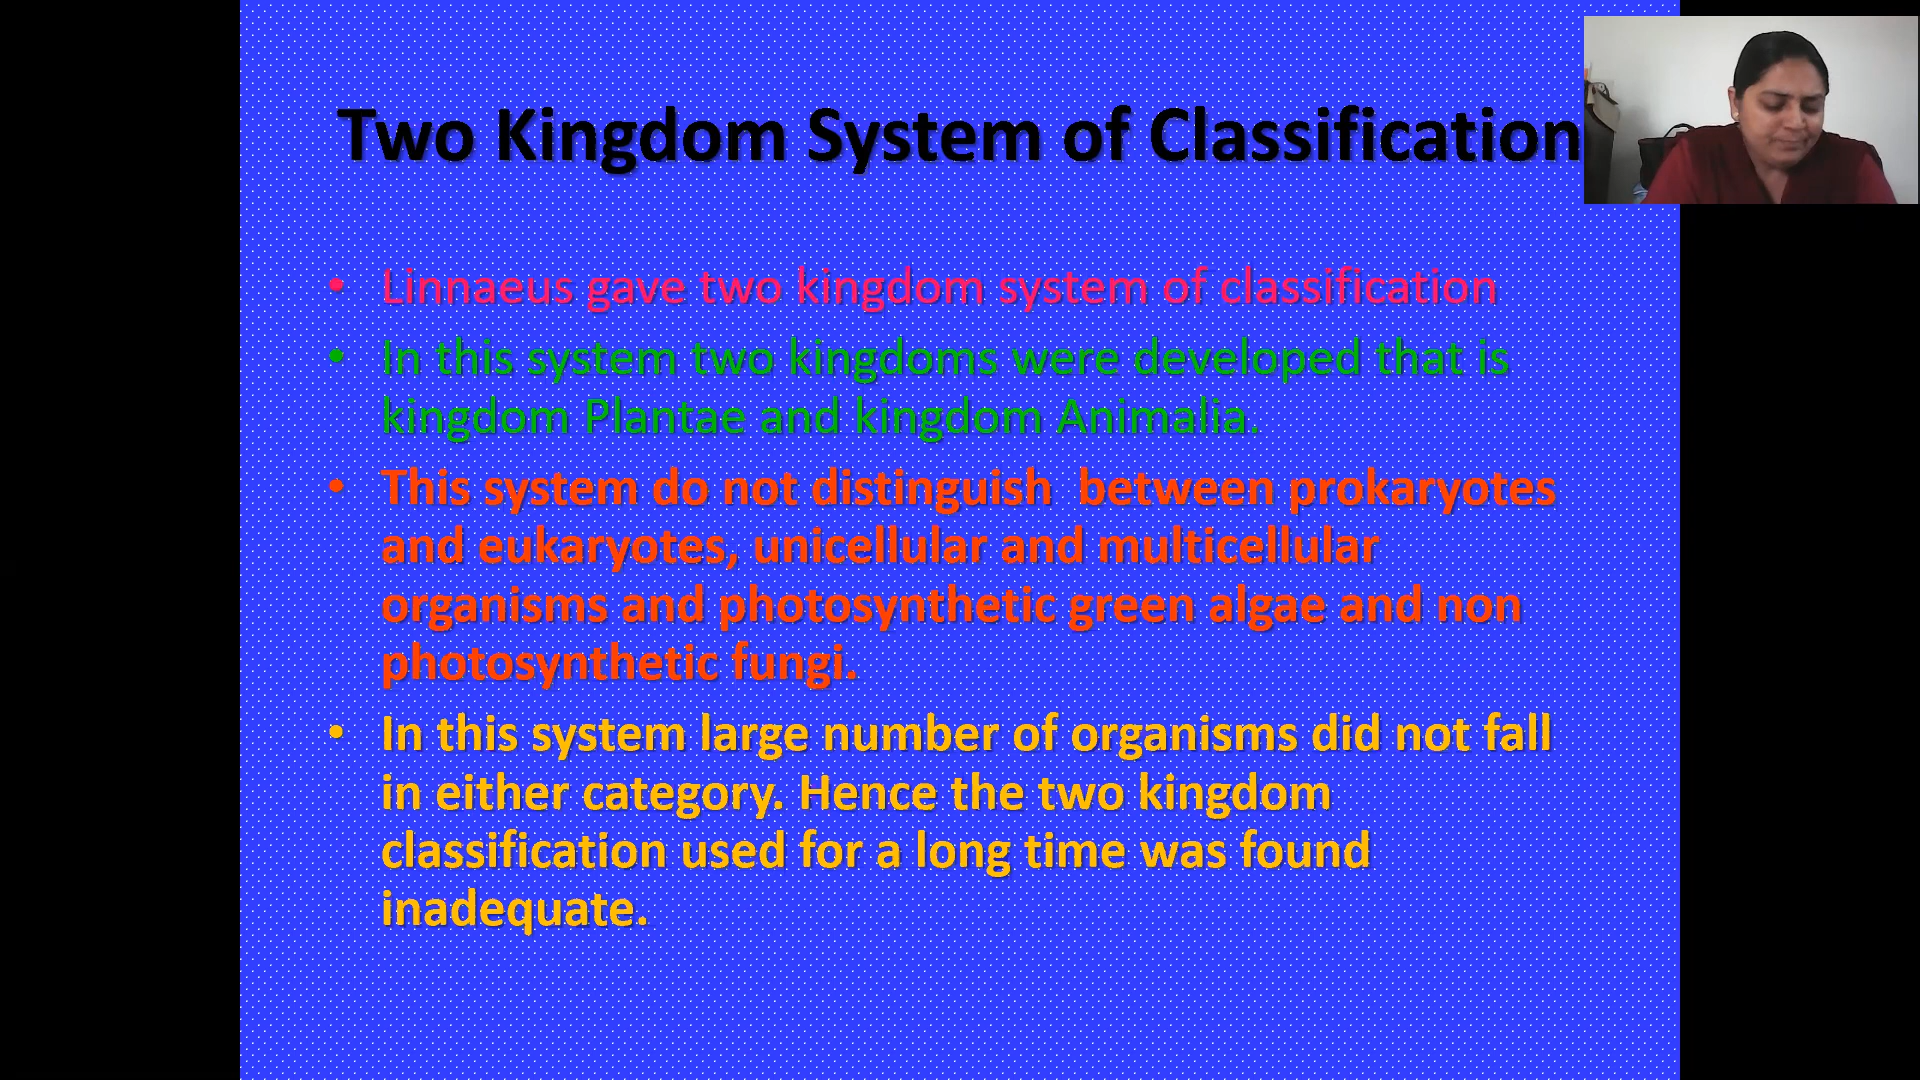 Two Kingdom System of Classification
• Linnaeus gave two kingdom system of classification
• In this system two kingdoms were developed that is
kingdom Plantae and kingdom Animalia.
• This system do not distinguish between prokaryotes
and eukaryotes, unicellular and multicellular
organisms and photosynthetic green algae and non
photosynthetic fungi.
• In this system large number of organisms did not fall
in either category. Hence the two kingdom
classification used for a long time was found
inadequate.